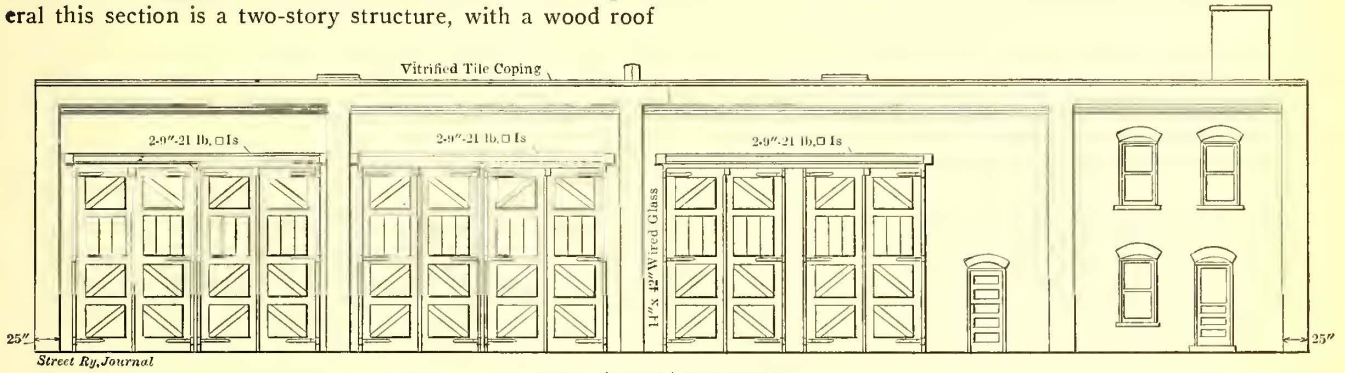 eral this section is a two-story structure, with a wood roof
Vitrified Tile Coping
2-9"-21 lb. □ Is
2-9"-21 lb. □ Is
2-9"-21 lb. □ Is
42" Wired Glass
25"
25"
Street Ry. Journal